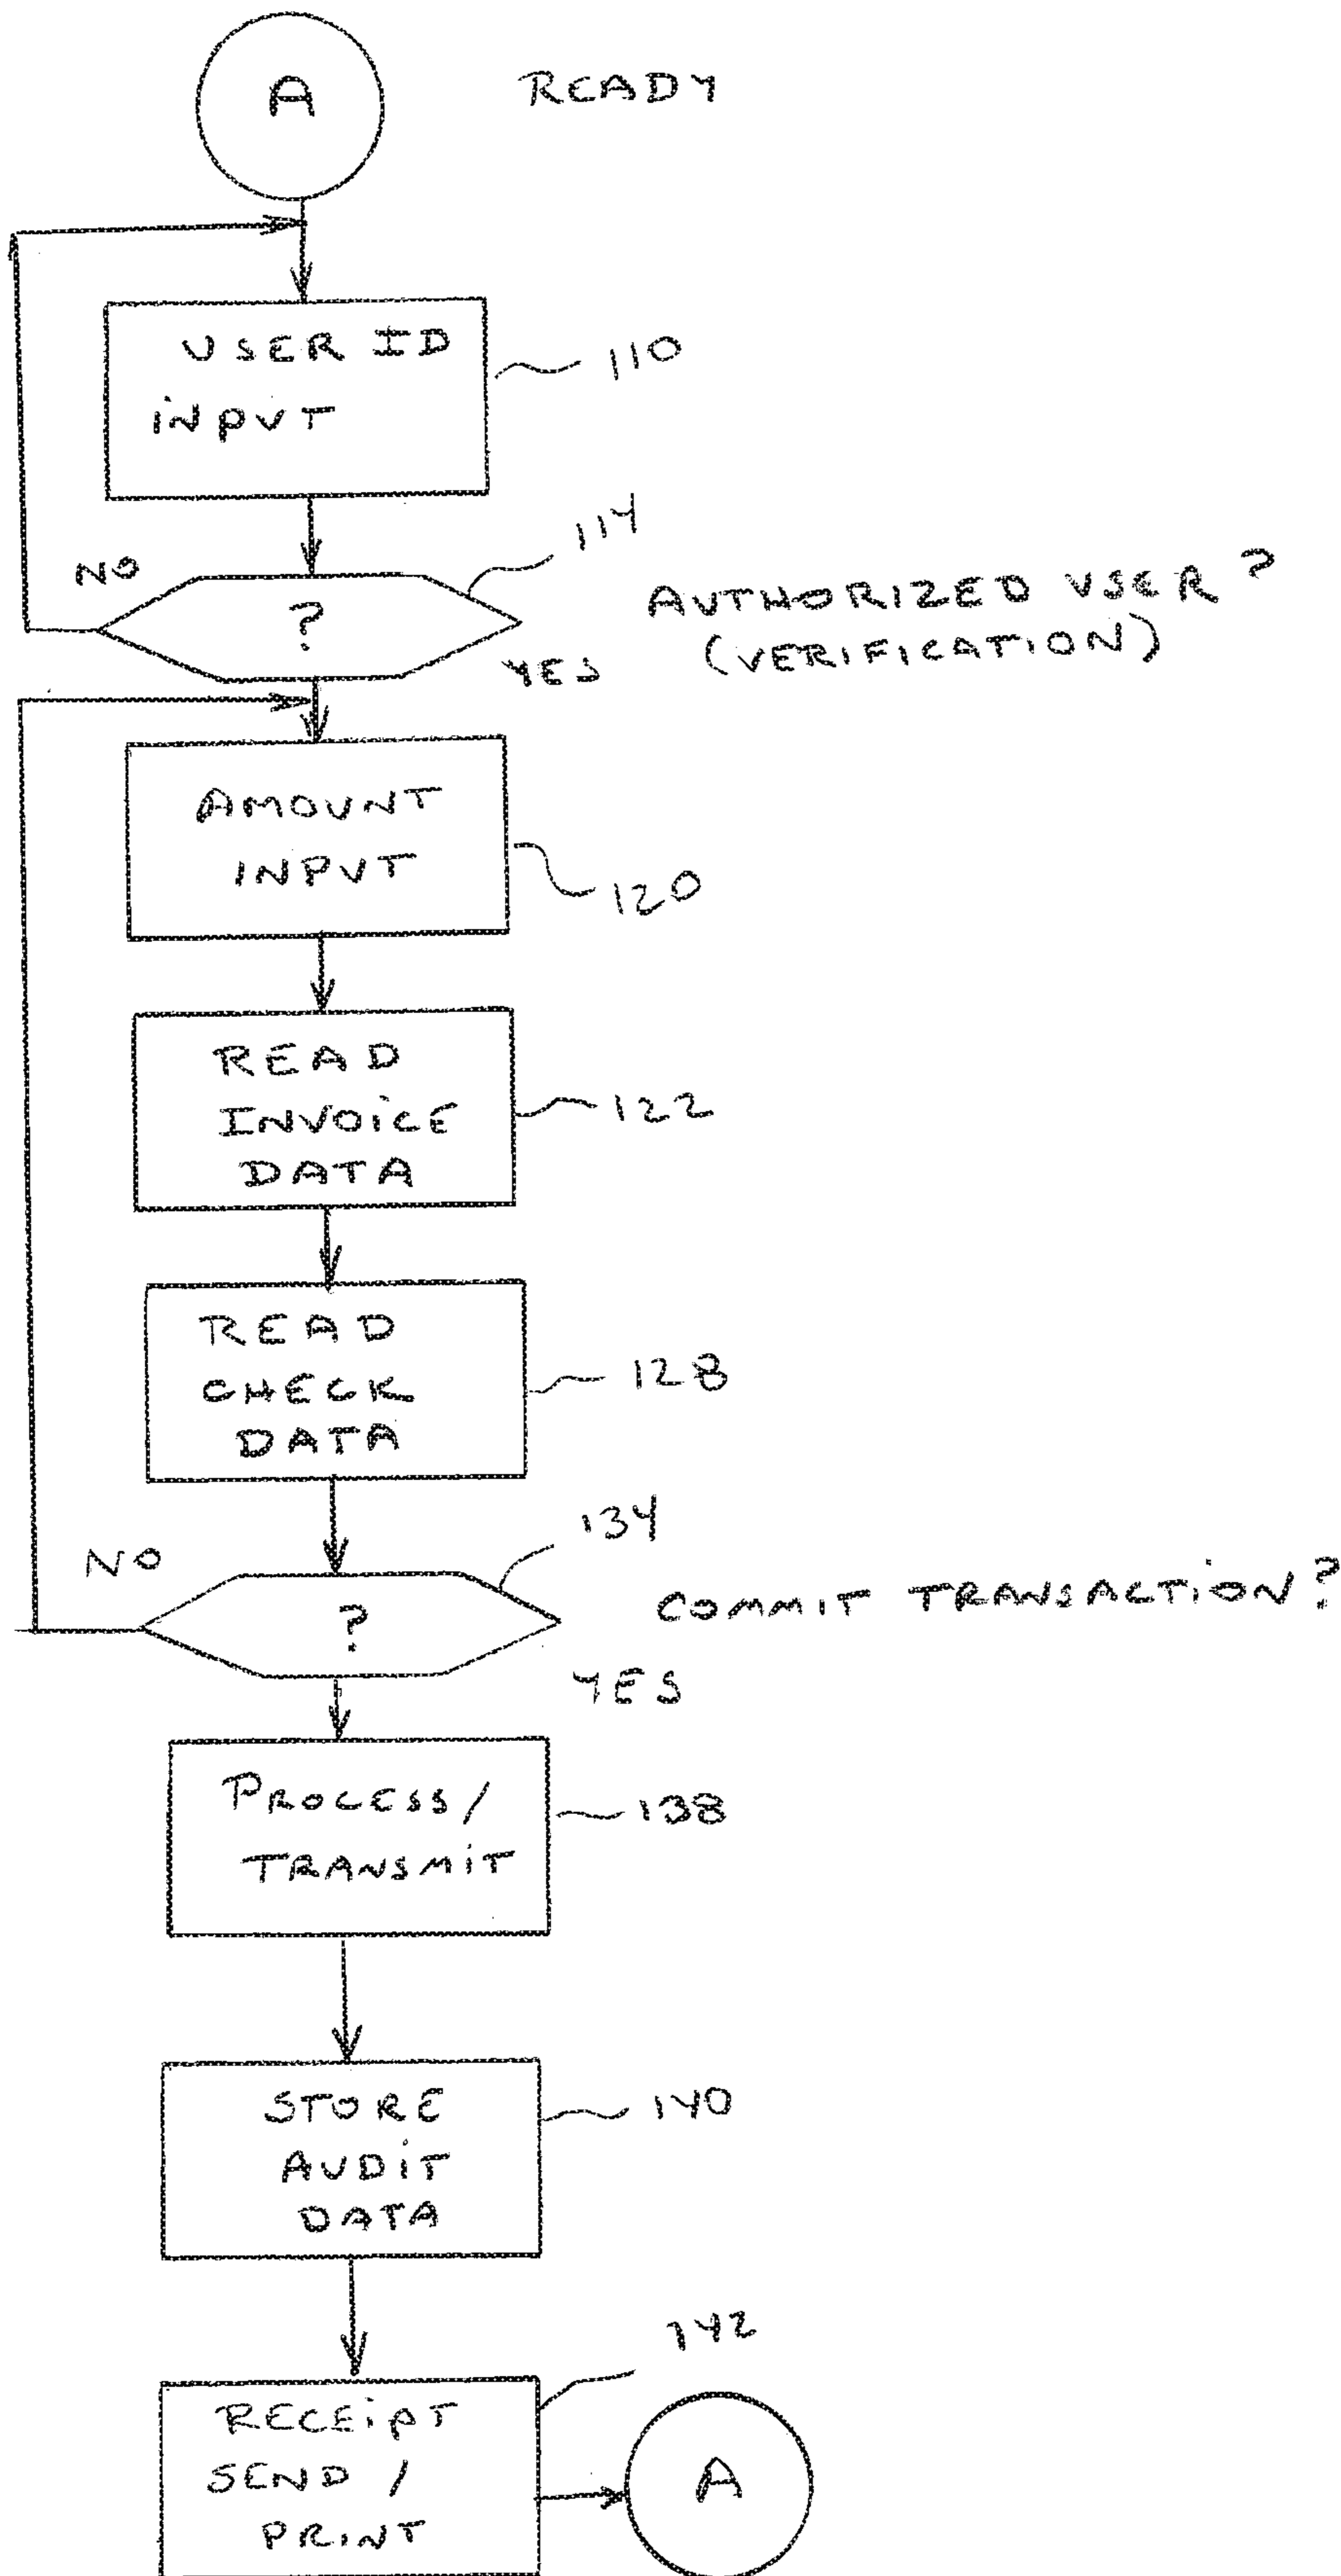 A
READY
USER ID
INPUT
110
114
NO
?
AUTHORIZED USER?
(VERIFICATION)
YES
AMOUNT
INPUT
120
READ
INVOICE
DATA
122
READ
CHECK
DATA
128
134
NO
?
COMMIT TRANSACTION?
YES
PROCESS/
TRANSMIT
138
STORE
AUDIT
DATA
140
142
RECEIPT
SEND /
PRINT
A